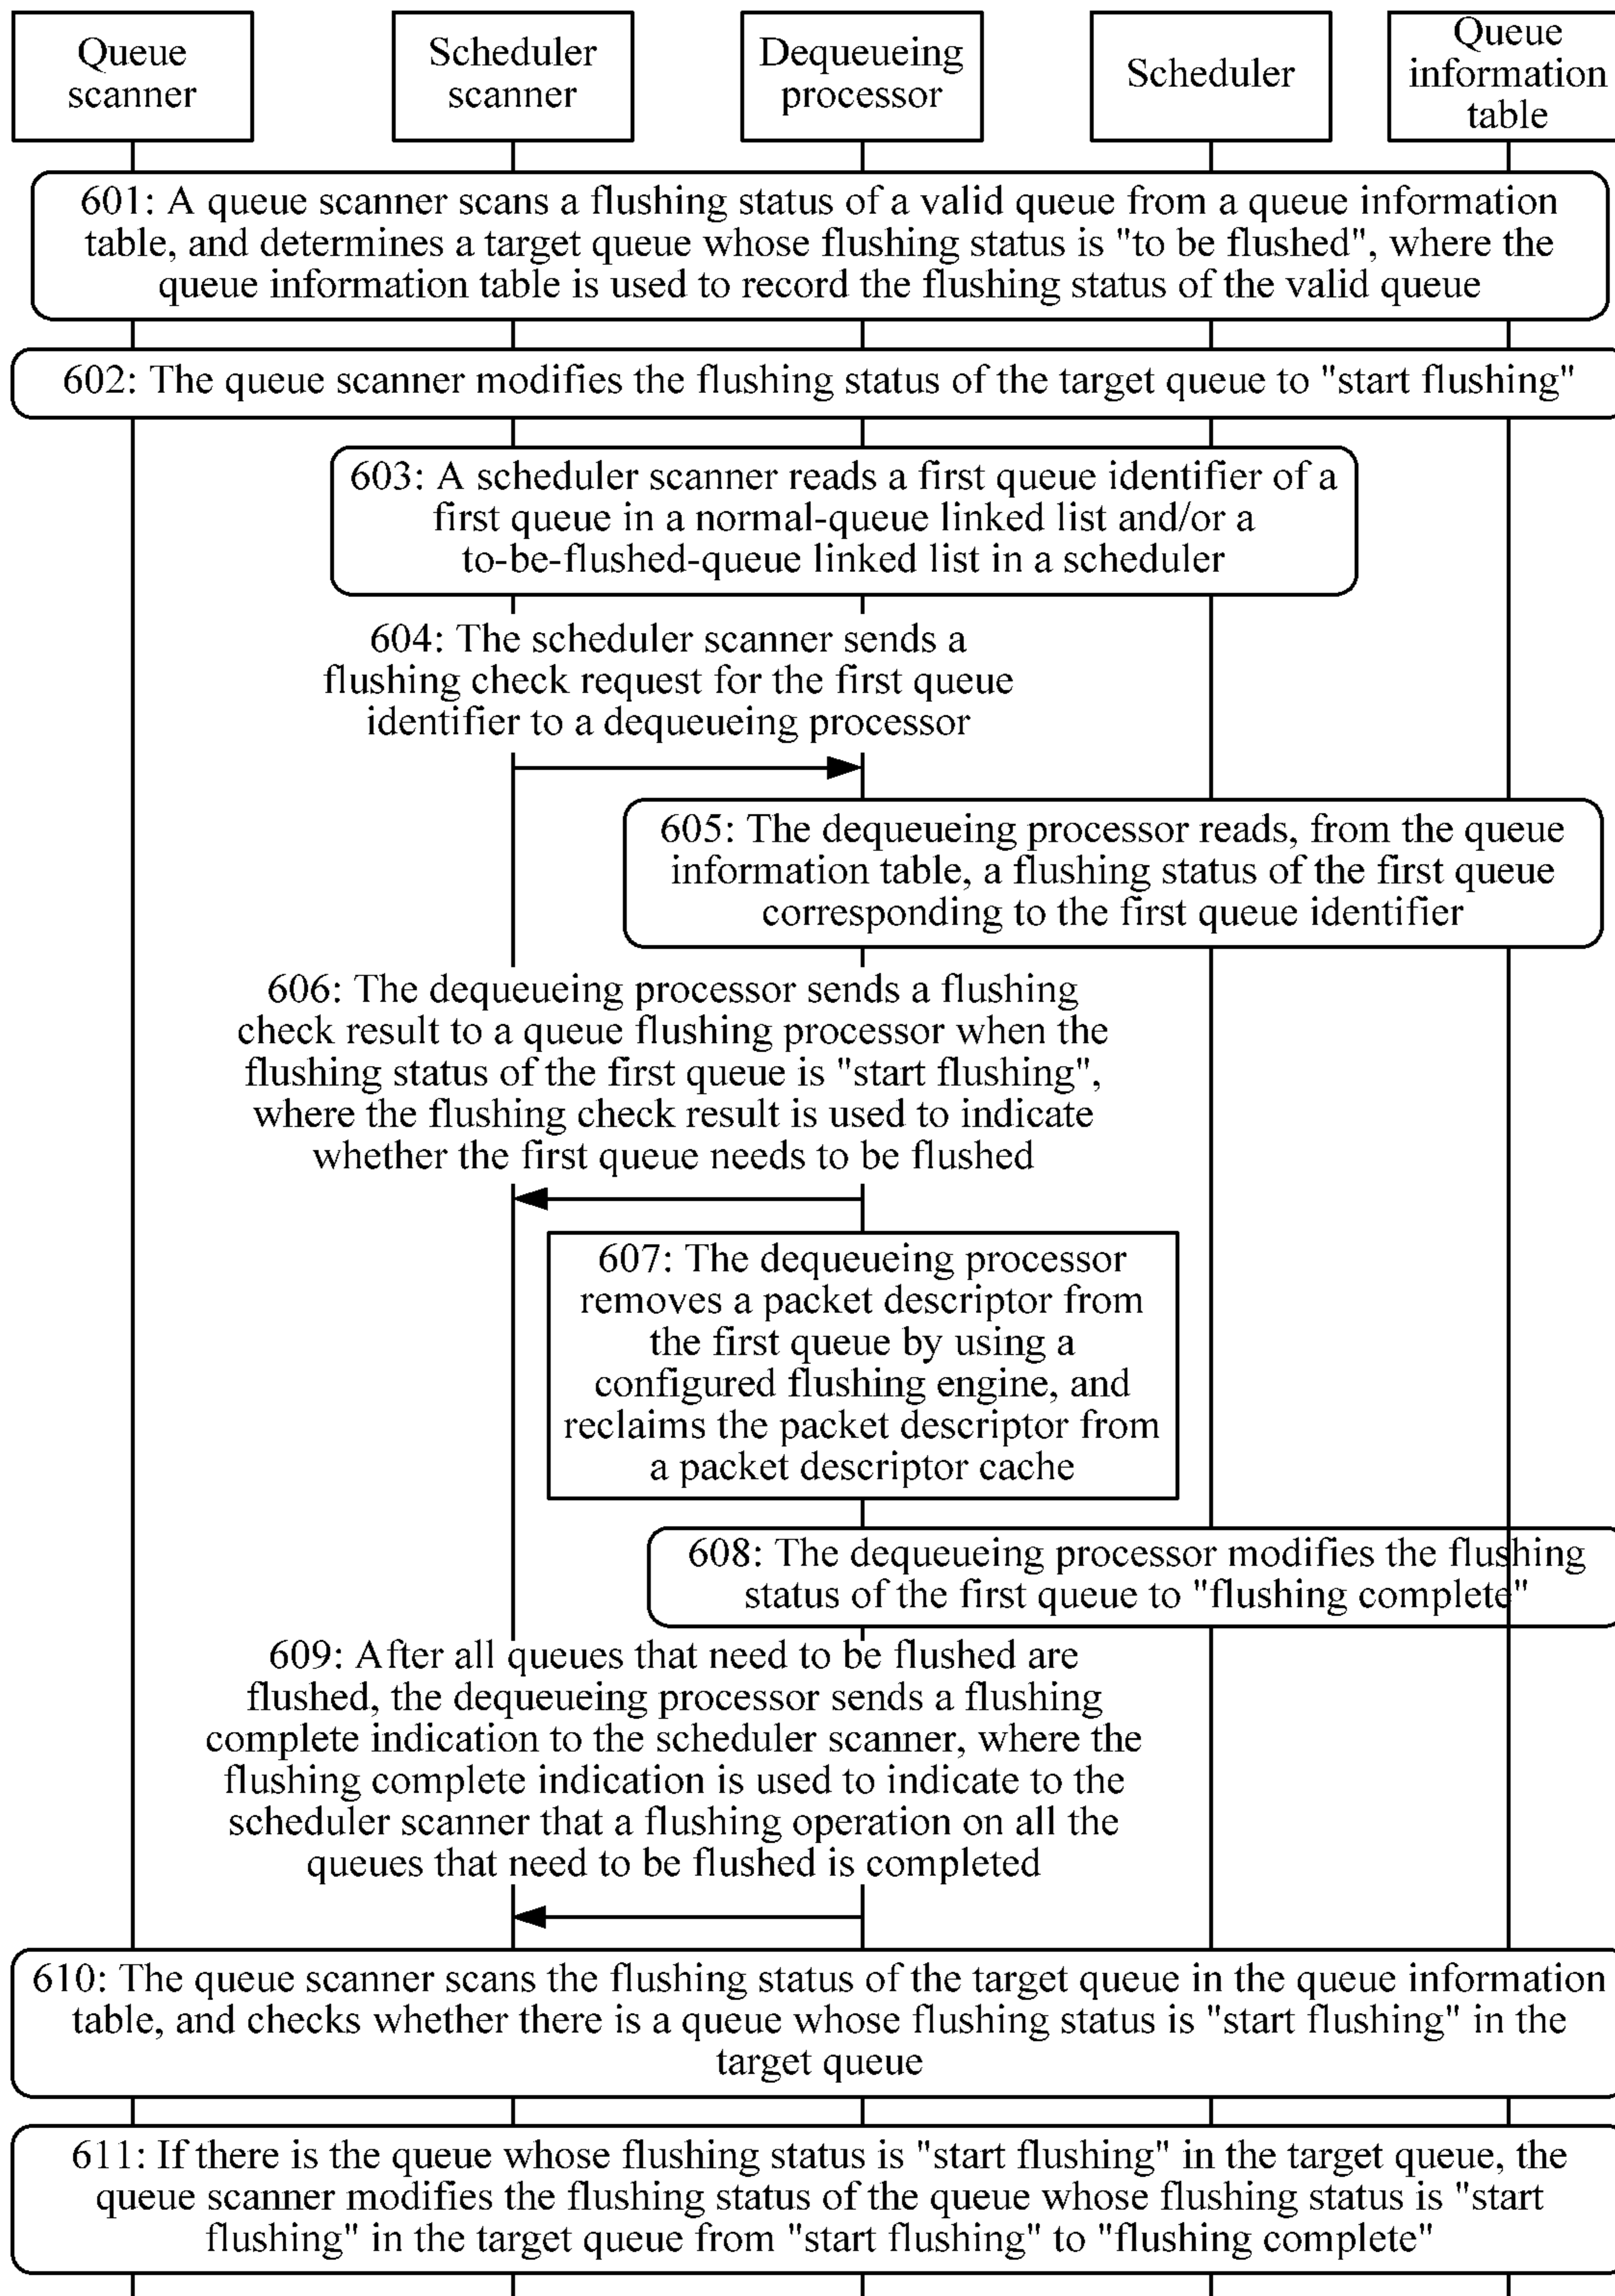 Queue
scanner
Scheduler
scanner
Dequeueing
processor
Scheduler
Queue
information
table
601: A queue scanner scans a flushing status of a valid queue from a queue information
table, and determines a target queue whose flushing status is "to be flushed", where the
queue information table is used to record the flushing status of the valid queue
602: The queue scanner modifies the flushing status of the target queue to "start flushing"
603: A scheduler scanner reads a first queue identifier of a
first queue in a normal-queue linked list and/or a
to-be-flushed-queue linked list in a scheduler
604: The scheduler scanner sends a
flushing check request for the first queue
identifier to a dequeueing processor
605: The dequeueing processor reads, from the queue
information table, a flushing status of the first queue
corresponding to the first queue identifier
606: The dequeueing processor sends a flushing
check result to a queue flushing processor when the
flushing status of the first queue is "start flushing",
where the flushing check result is used to indicate
whether the first queue needs to be flushed
607: The dequeueing processor
removes a packet descriptor from
the first queue by using a
configured flushing engine, and
reclaims the packet descriptor from
a packet descriptor cache
608: The dequeueing processor modifies the flushing
status of the first queue to "flushing complete"
609: After all queues that need to be flushed are
flushed, the dequeueing processor sends a flushing
complete indication to the scheduler scanner, where the
flushing complete indication is used to indicate to the
scheduler scanner that a flushing operation on all the
queues that need to be flushed is completed
610: The queue scanner scans the flushing status of the target queue in the queue information
table, and checks whether there is a queue whose flushing status is "start flushing" in the
target queue
611: If there is the queue whose flushing status is "start flushing" in the target queue, the
queue scanner modifies the flushing status of the queue whose flushing status is "start
flushing" in the target queue from "start flushing" to "flushing complete"